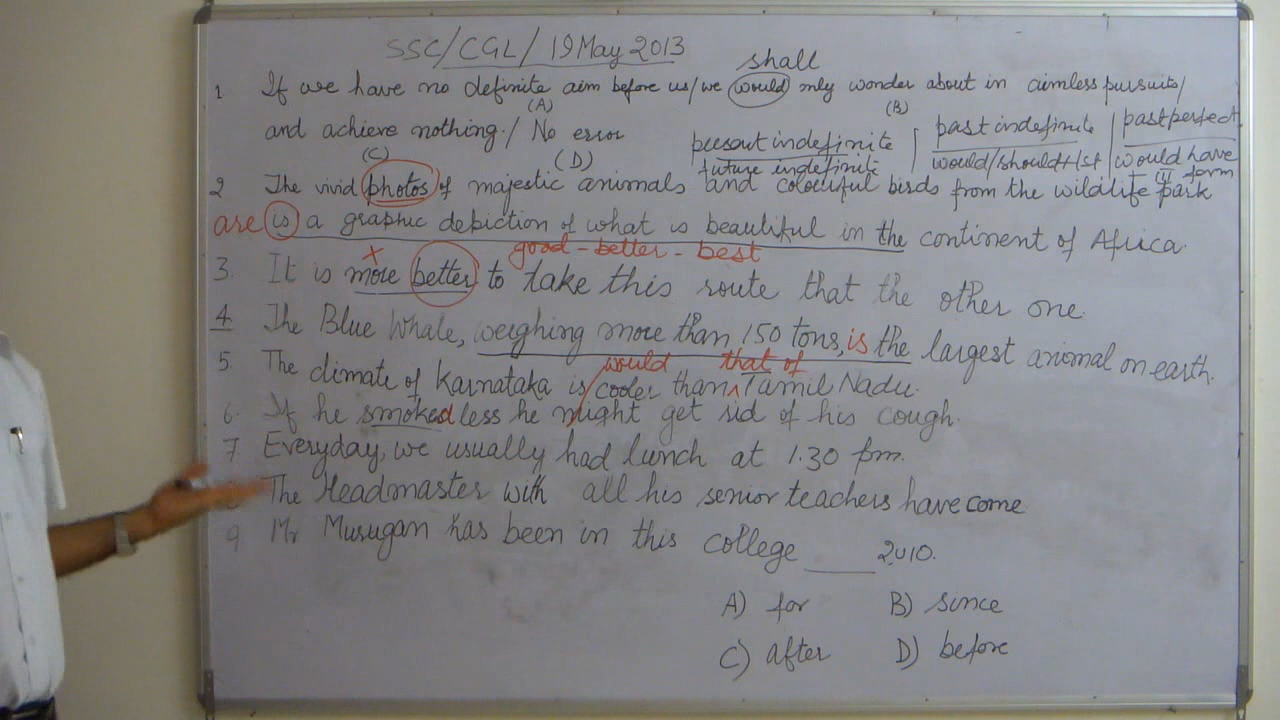 SSC/CGL/19 May 2013
shall
1 If we have no definite aim before us/we would only wonder about in aimless pursuits/
(A) (B)
and achieve nothing./ No error
(C) (D)
present indefinite | past indefinite | past perfect
future indefinite | would/should+1st | would have
form
2 The vivid photos of majestic animals and colourful birds from the wildlife park
are is a graphic depiction of what is beautiful in the continent of Africa.
x good - better - best
3. It is more better to take this route that the other one.
4 The Blue Whale, weighing more than 150 tons, is the largest animal on earth.
would that of
5 The climate of Karnataka is cooler than Tamil Nadu.
6. If he smoked less he might get rid of his cough.
7. Everyday, we usually had lunch at 1.30 pm.
The Headmaster with all his senior teachers have come
9 Mr Murugan has been in this college ____ 2010.
A) for B) since
C) after D) before